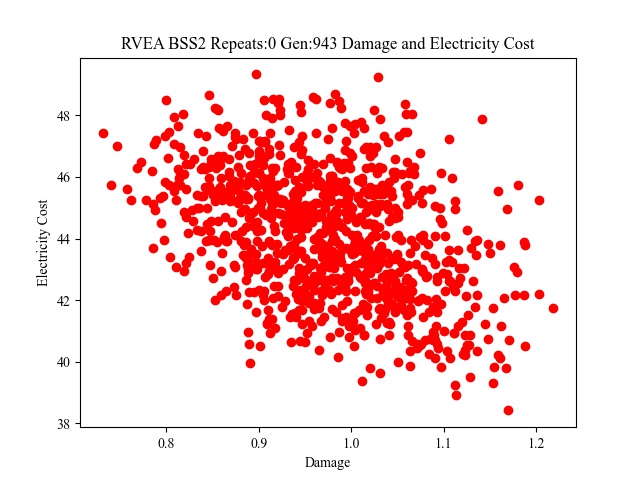 RVEA BSS2 Repeats:0 Gen:943 Damage and Electricity Cost
48
46
44
42
40
38
Electricity Cost
0.8 0.9 1.0 1.1 1.2
Damage